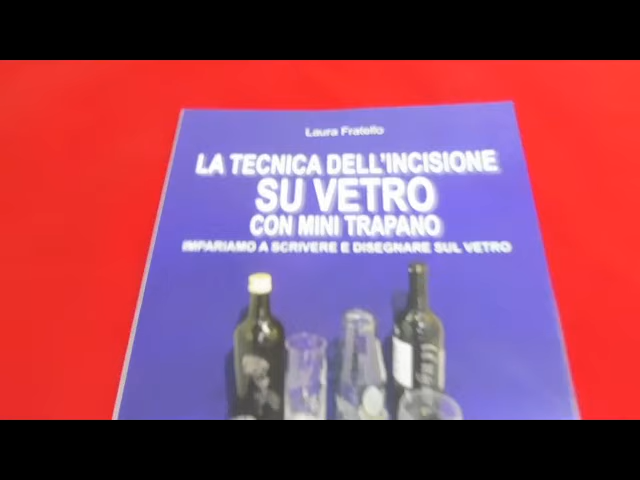 Laura Fratello
LA TECNICA DELL'INCISIONE
SU VETRO
CON MINI TRAPANO
IMPARIAMO A SCRIVERE E DISEGNARE SUL VETRO